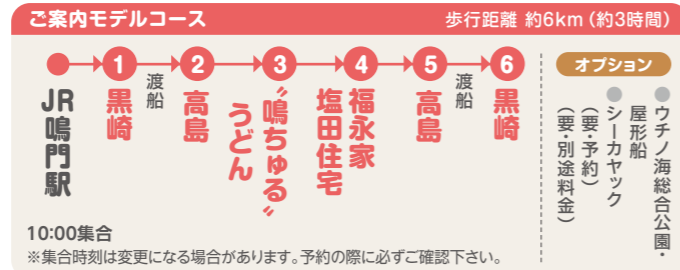 ご案内モデルコース
歩行距離 約6km（約3時間）
JR鳴門駅
1
黒崎
渡船
2
高島
3
〝鳴ちゅる〟
うどん
4
福永家
塩田住宅
5
高島
渡船
6
黒崎
10:00集合
※集合時刻は変更になる場合があります。予約の際に必ずご確認下さい。
オプション
●ウチノ海総合公園・
屋形船
●シーカヤック
（要・予約）
（要・別途料金）